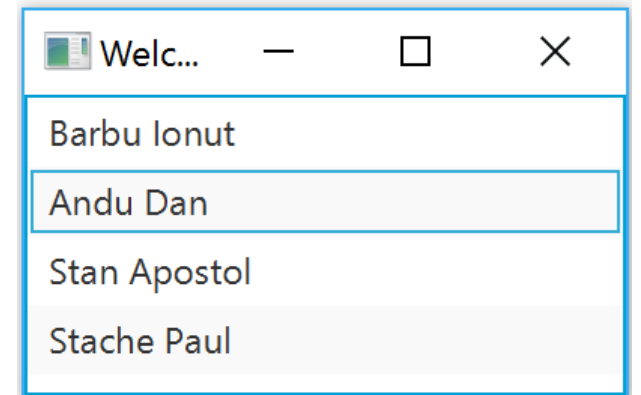 Welc...
Barbu Ionut
Andu Dan
Stan Apostol
Stache Paul